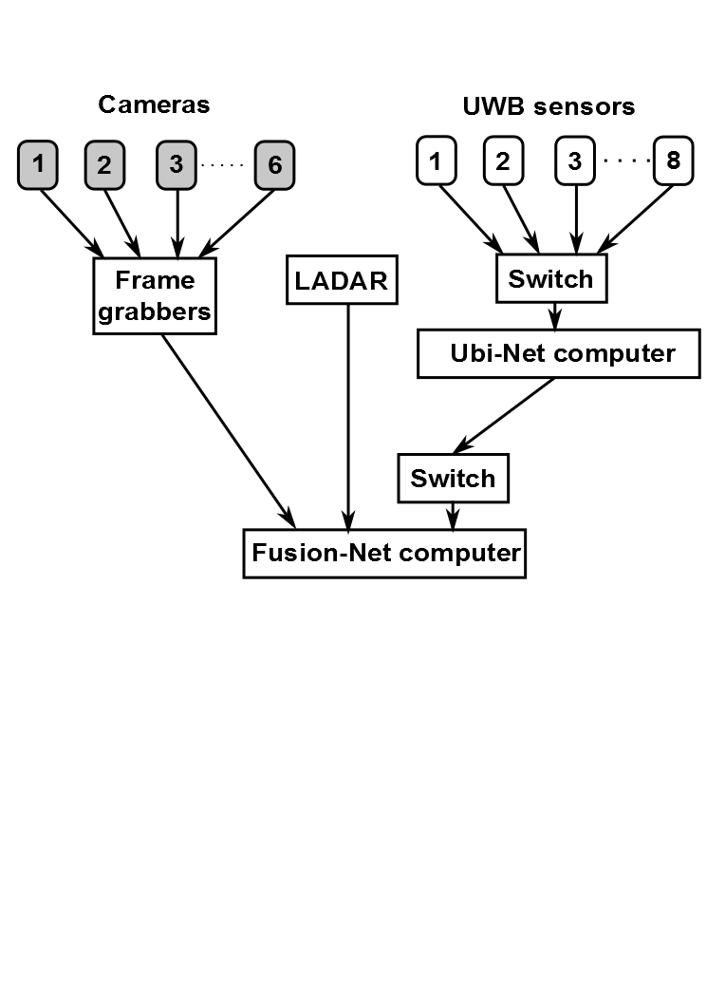 Cameras
UWB sensors
1 2 3 ..... 6
1 2 3 .... 8
Frame
grabbers
LADAR
Switch
Ubi-Net computer
Switch
Fusion-Net computer